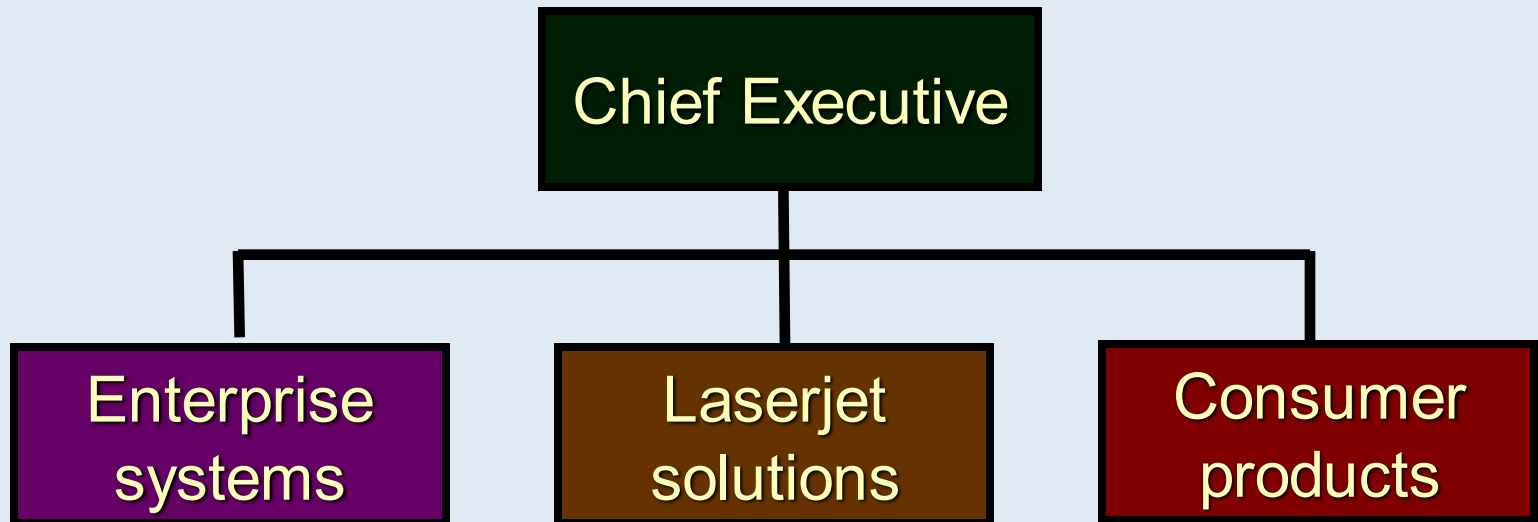 Chief Executive
Enterprise
systems
Laserjet
solutions
Consumer
products